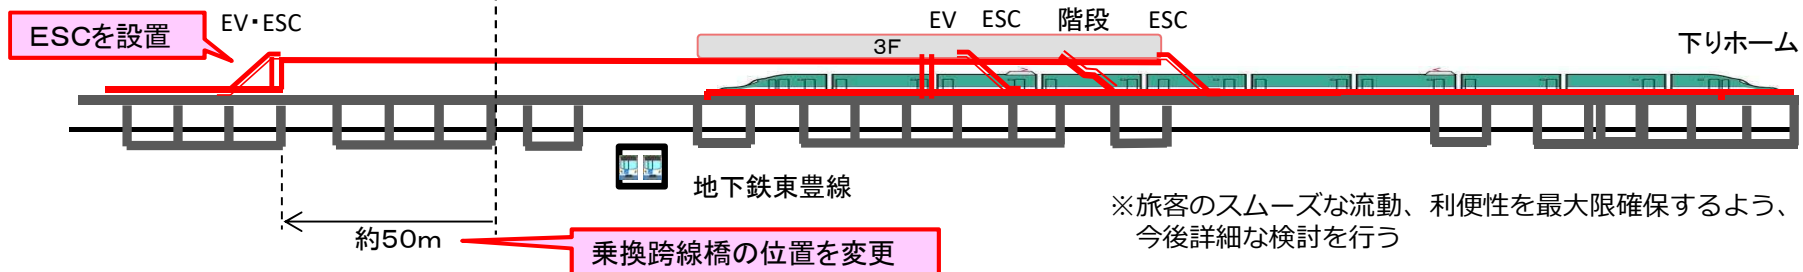 ESCを設置
EV・ESC
EV
ESC
階段
ESC
3F
下りホーム
地下鉄東豊線
約50m
乗換跨線橋の位置を変更
※旅客のスムーズな流動、利便性を最大限確保するよう、
今後詳細な検討を行う